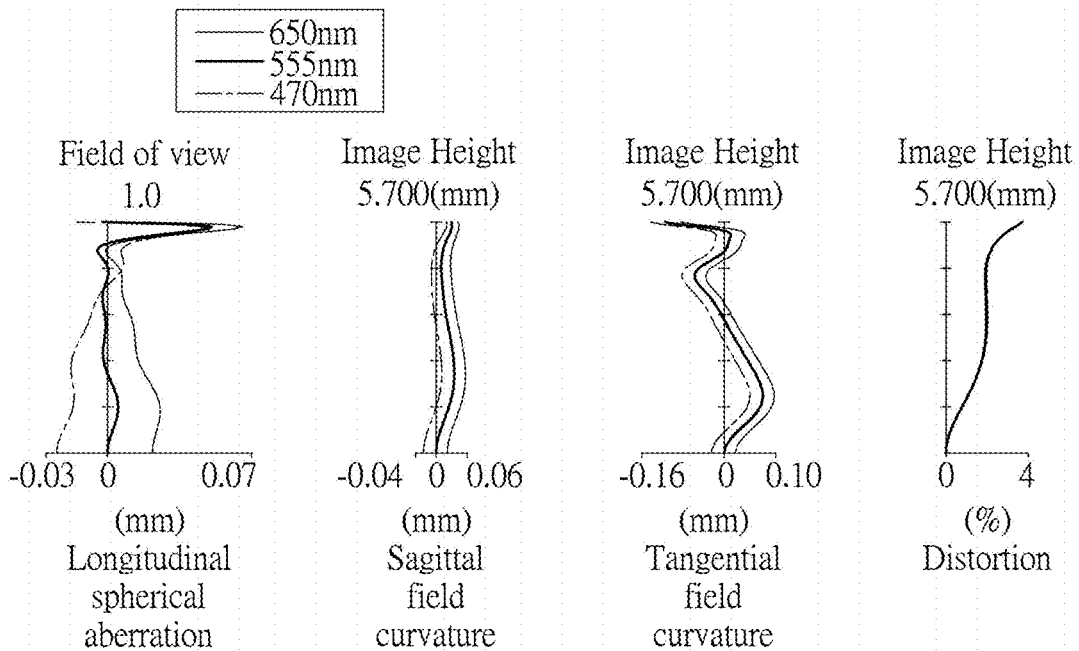 650nm
555nm
470nm
Field of view
1.0
Image Height
5.700(mm)
Image Height
5.700(mm)
Image Height
5.700(mm)
-0.03 0 0.07
(mm)
Longitudinal
spherical
aberration
-0.04 0 0.06
(mm)
Sagittal
field
curvature
-0.16 0 0.10
(mm)
Tangential
field
curvature
0 4
(%)
Distortion